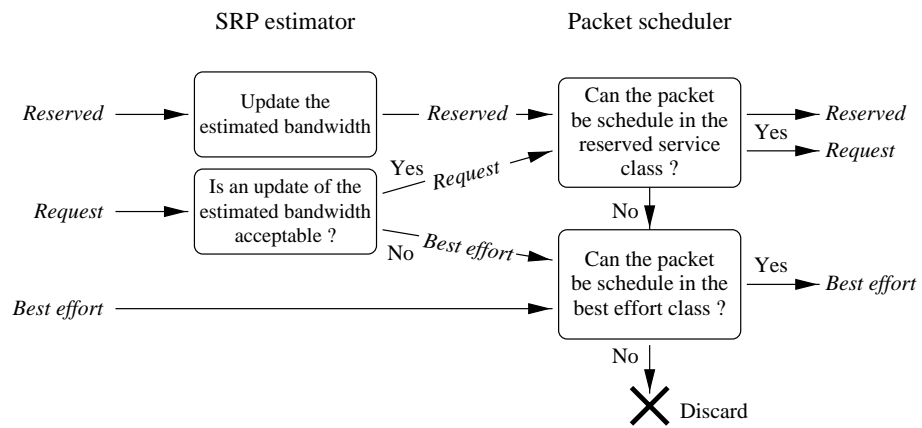 SRP estimator
Packet scheduler
Reserved
Update the
estimated bandwidth
Reserved
Can the packet
be schedule in the
reserved service
class ?
Reserved
Yes
Request
Request
Is an update of the
estimated bandwidth
acceptable ?
Yes
Request
No
Best effort
No
Can the packet
be schedule in the
best effort class ?
Yes
Best effort
Best effort
No
Discard